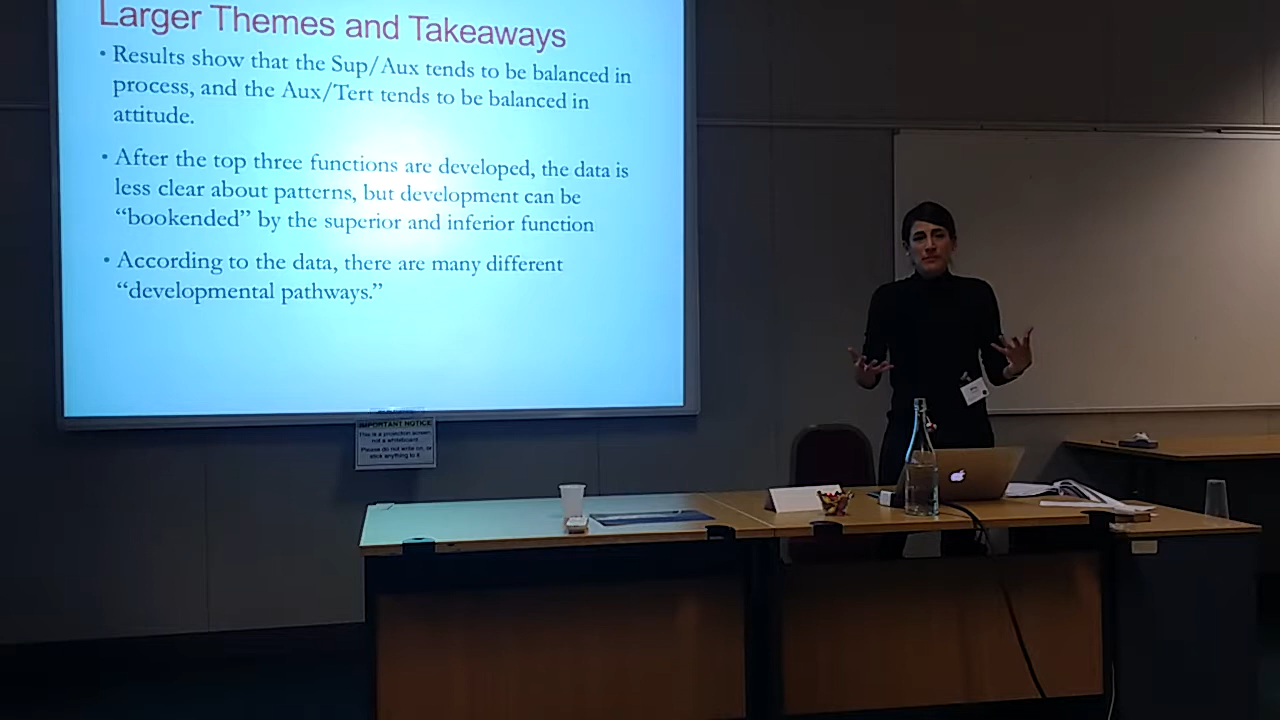 Larger Themes and Takeaways
• Results show that the Sup/Aux tends to be balanced in
process, and the Aux/Tert tends to be balanced in
attitude.
• After the top three functions are developed, the data is
less clear about patterns, but development can be
“bookended” by the superior and inferior function
• According to the data, there are many different
“developmental pathways.”
IMPORTANT NOTICE
This is a projection screen
not a whiteboard
Please do not write on, or
stick anything to it